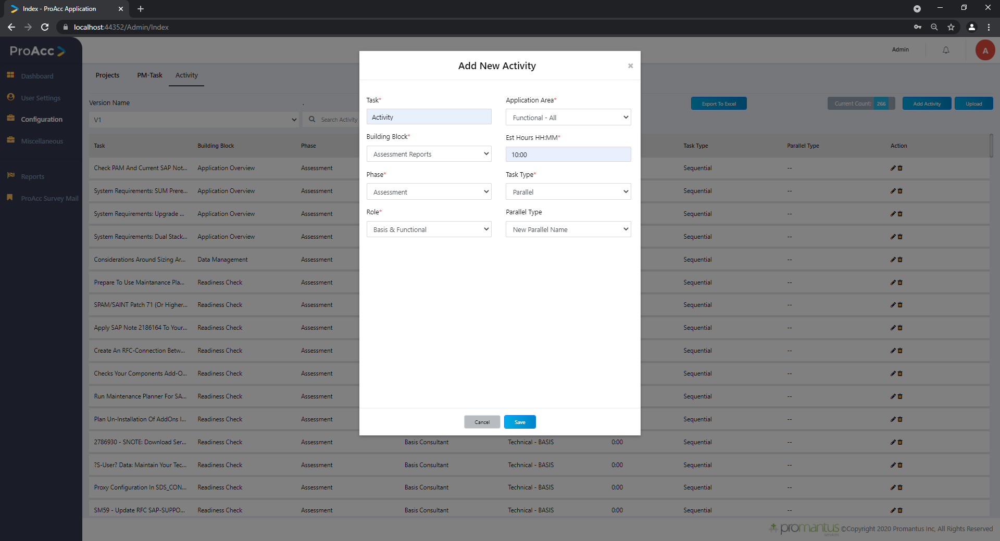 Index - ProAcc Application
localhost:44352/Admin/Index
ProAcc
Admin
A
Dashboard
User Settings
Configuration
Miscellaneous
Reports
ProAcc Survey Mail
Projects PM-Task Activity
Version Name .
V1 Search Activity
Export To Excel Current Count: 266 Add Activity Upload
Task Building Block Phase Task Type Parallel Type Action
Check PAM And Current SAP Not... Application Overview Assessment Sequential --
System Requirements: SUM Prere... Application Overview Assessment Sequential --
System Requirements: Upgrade ... Application Overview Assessment Sequential --
System Requirements: Dual Stack... Application Overview Assessment Sequential --
Considerations Around Sizing Ar... Data Management Assessment Sequential --
Prepare To Use Maintanance Pla... Readiness Check Assessment Sequential --
SPAM/SAINT Patch 71 (Or Higher... Readiness Check Assessment Sequential --
Apply SAP Note 2186164 To Your... Readiness Check Assessment Sequential --
Create An RFC-Connection Betw... Readiness Check Assessment Sequential --
Checks Your Components Add-O... Readiness Check Assessment Sequential --
Run Maintenance Planner For SA... Readiness Check Assessment Sequential --
Plan Un-Installation Of AddOns I... Readiness Check Assessment Sequential --
2786930 - SNOTE: Download Ser... Readiness Check Assessment Basis Consultant Technical - BASIS 0:00 Sequential --
?S-User? Data: Maintain Your Tec... Readiness Check Assessment Basis Consultant Technical - BASIS 0:00 Sequential --
Proxy Configuration In SDS_CON... Readiness Check Assessment Basis Consultant Technical - BASIS 0:00 Sequential --
SM59 - Update RFC SAP-SUPPO... Readiness Check Assessment Basis Consultant Technical - BASIS 0:00 Sequential --
Add New Activity
Task* Application Area*
Activity Functional - All
Building Block* Est Hours HH:MM*
Assessment Reports 10:00
Phase* Task Type*
Assessment Parallel
Role* Parallel Type
Basis & Functional New Parallel Name
Cancel Save
promantus services ©Copyright 2020 Promantus Inc, All Rights Reserved